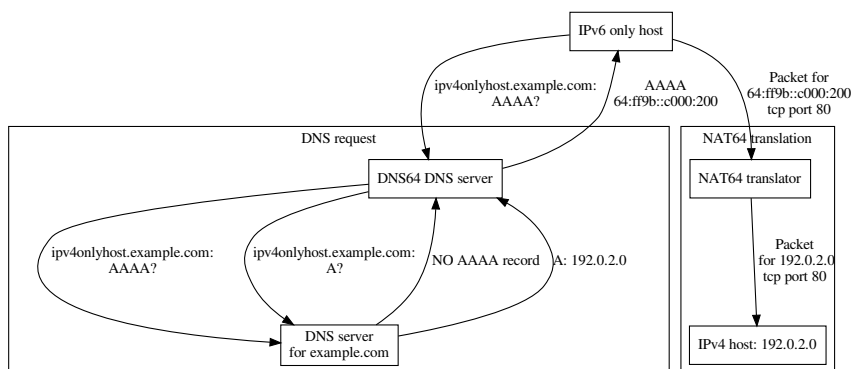 IPv6 only host
ipv4onlyhost.example.com:
AAAA?
AAAA
64:ff9b::c000:200
Packet for
64:ff9b::c000:200
tcp port 80
DNS request
NAT64 translation
DNS64 DNS server
NAT64 translator
ipv4onlyhost.example.com:
AAAA?
ipv4onlyhost.example.com:
A?
NO AAAA record
A: 192.0.2.0
Packet
for 192.0.2.0
tcp port 80
DNS server
for example.com
IPv4 host: 192.0.2.0